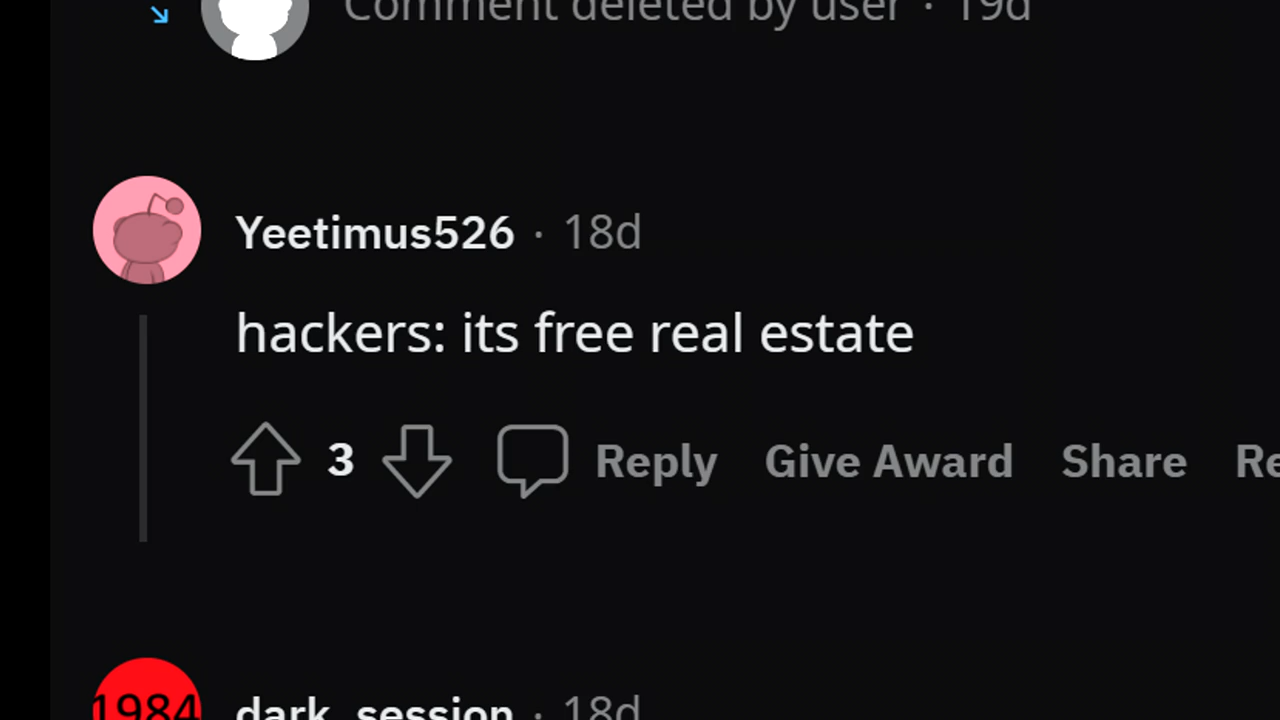 Comment deleted by user · 19d
Yeetimus526 · 18d
hackers: its free real estate
3 Reply Give Award Share Re
1984 dark_session · 18d